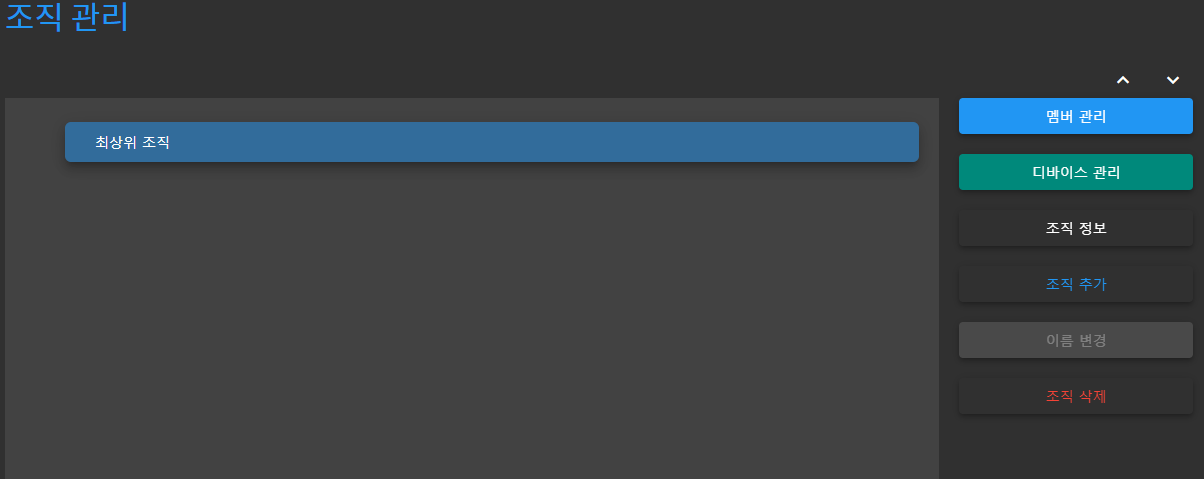 조직 관리
최상위 조직
멤버 관리
디바이스 관리
조직 정보
조직 추가
이름 변경
조직 삭제